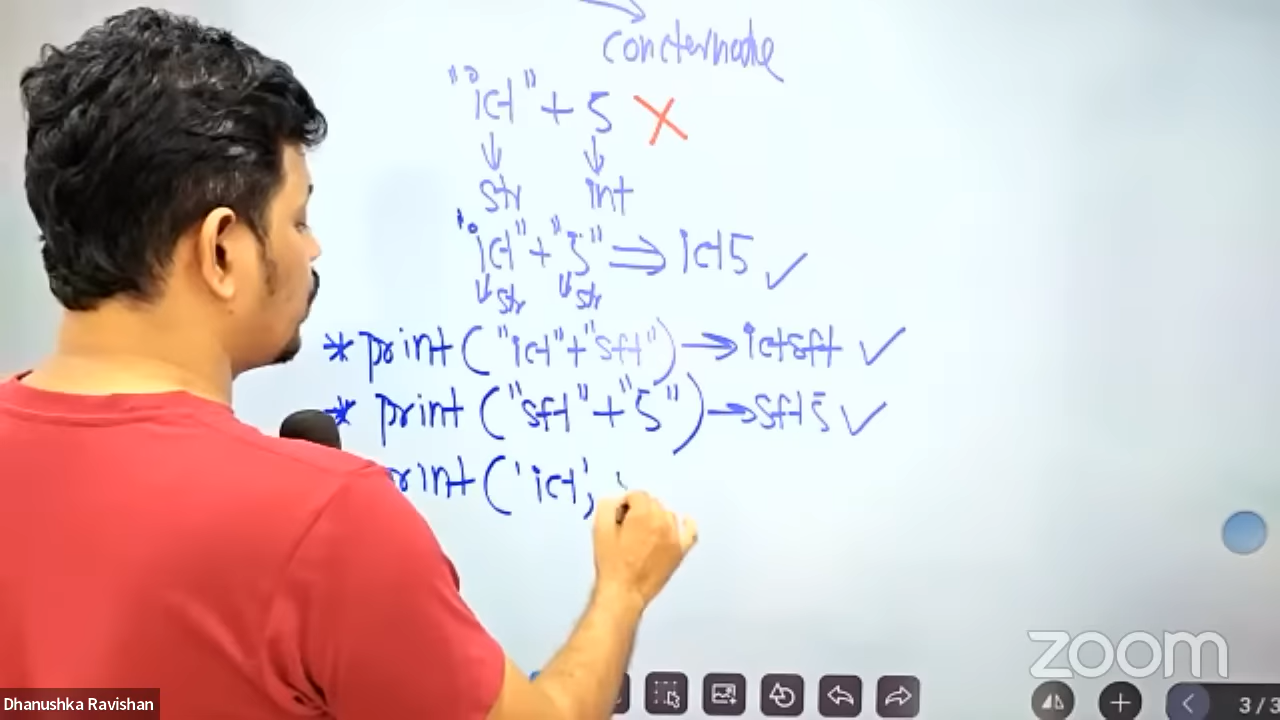 concternode
"ict" + 5 ✗
str int
"ict" + "5" ⇒ ict5 ✓
str str
* print("ict"+"sft") → ictsft ✓
* print("sft"+"5") → sft5 ✓
print('ict', '
zoom
Dhanushka Ravishan
3/3